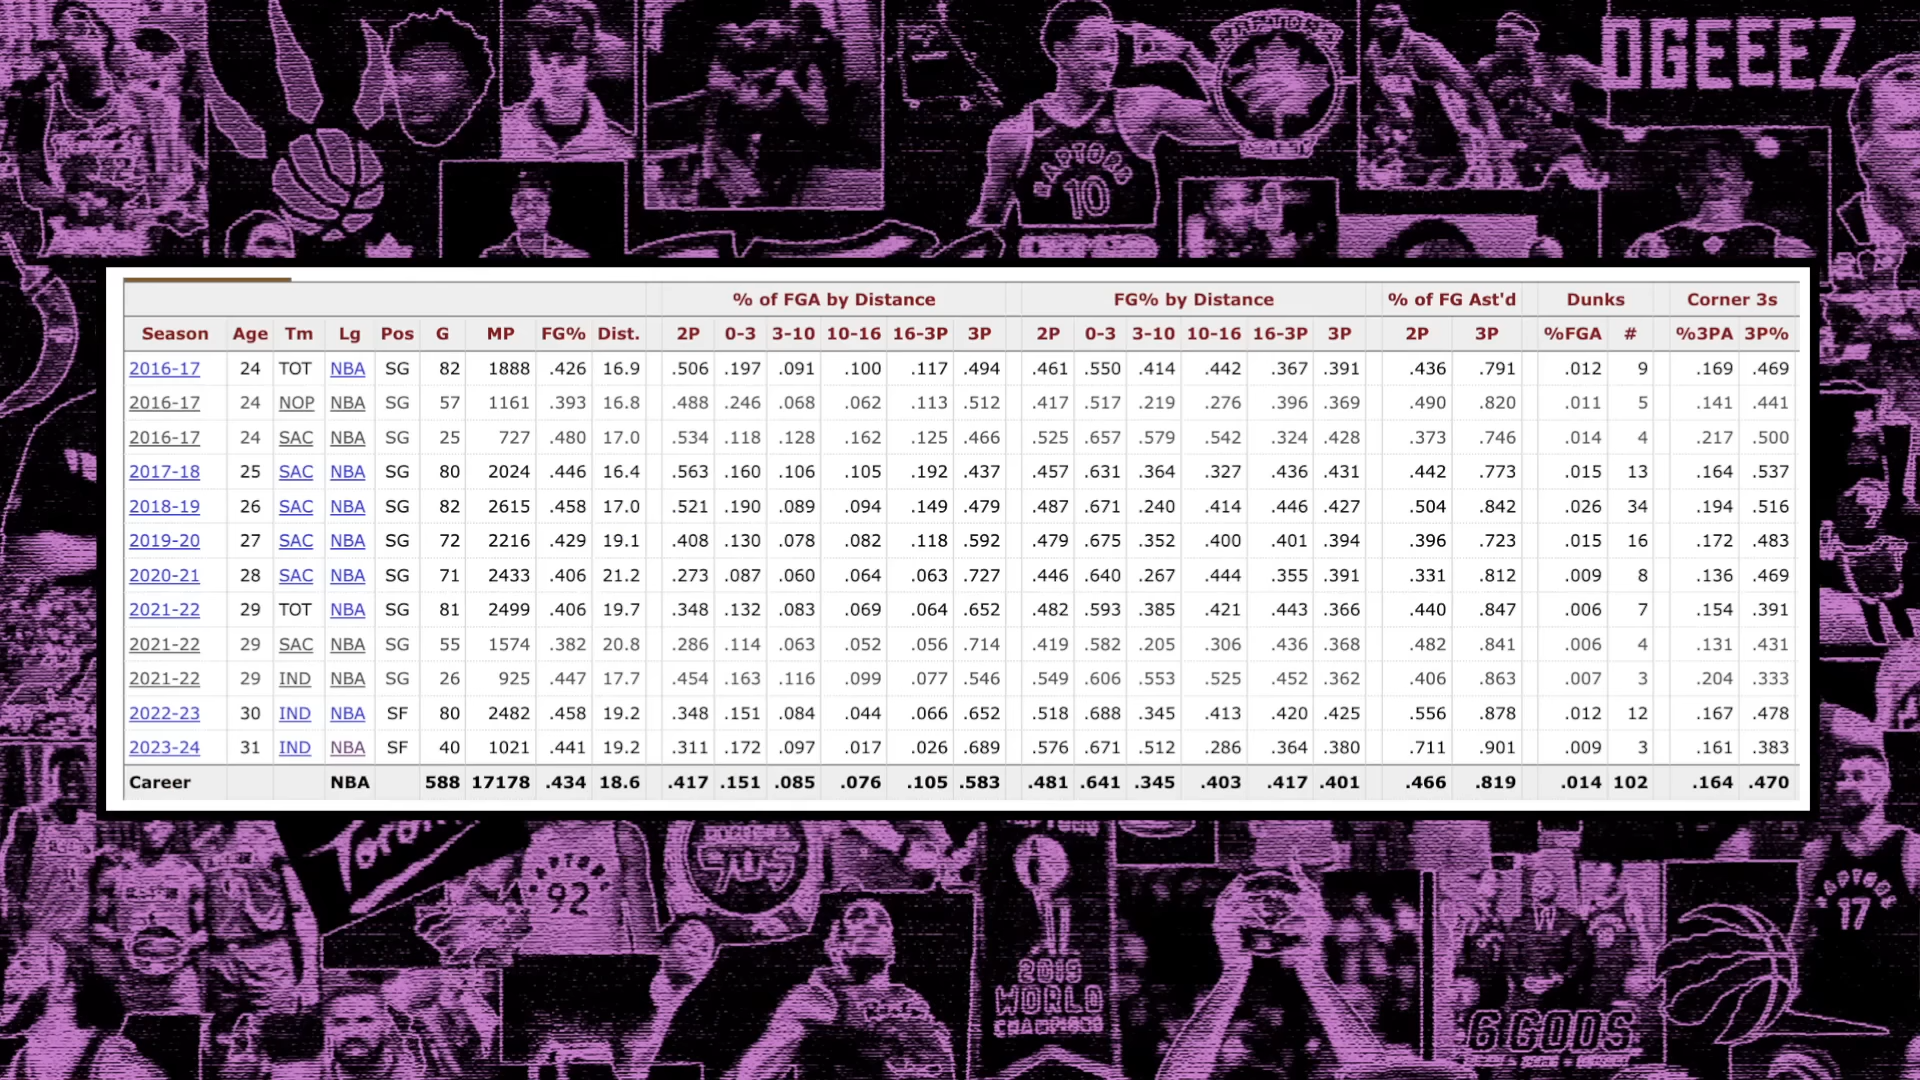 OGEEEZ
RAPTORS
10
% of FGA by Distance FG% by Distance % of FG Ast'd Dunks Corner 3s
Season Age Tm Lg Pos G MP FG% Dist. 2P 0-3 3-10 10-16 16-3P 3P 2P 0-3 3-10 10-16 16-3P 3P 2P 3P %FGA # %3PA 3P%
2016-17 24 TOT NBA SG 82 1888 .426 16.9 .506 .197 .091 .100 .117 .494 .461 .550 .414 .442 .367 .391 .436 .791 .012 9 .169 .469
2016-17 24 NOP NBA SG 57 1161 .393 16.8 .488 .246 .068 .062 .113 .512 .417 .517 .219 .276 .396 .369 .490 .820 .011 5 .141 .441
2016-17 24 SAC NBA SG 25 727 .480 17.0 .534 .118 .128 .162 .125 .466 .525 .657 .579 .542 .324 .428 .373 .746 .014 4 .217 .500
2017-18 25 SAC NBA SG 80 2024 .446 16.4 .563 .160 .106 .105 .192 .437 .457 .631 .364 .327 .436 .431 .442 .773 .015 13 .164 .537
2018-19 26 SAC NBA SG 82 2615 .458 17.0 .521 .190 .089 .094 .149 .479 .487 .671 .240 .414 .446 .427 .504 .842 .026 34 .194 .516
2019-20 27 SAC NBA SG 72 2216 .429 19.1 .408 .130 .078 .082 .118 .592 .479 .675 .352 .400 .401 .394 .396 .723 .015 16 .172 .483
2020-21 28 SAC NBA SG 71 2433 .406 21.2 .273 .087 .060 .064 .063 .727 .446 .640 .267 .444 .355 .391 .331 .812 .009 8 .136 .469
2021-22 29 TOT NBA SG 81 2499 .406 19.7 .348 .132 .083 .069 .064 .652 .482 .593 .385 .421 .443 .366 .440 .847 .006 7 .154 .391
2021-22 29 SAC NBA SG 55 1574 .382 20.8 .286 .114 .063 .052 .056 .714 .419 .582 .205 .306 .436 .368 .482 .841 .006 4 .131 .431
2021-22 29 IND NBA SG 26 925 .447 17.7 .454 .163 .116 .099 .077 .546 .549 .606 .553 .525 .452 .362 .406 .863 .007 3 .204 .333
2022-23 30 IND NBA SF 80 2482 .458 19.2 .348 .151 .084 .044 .066 .652 .518 .688 .345 .413 .420 .425 .556 .878 .012 12 .167 .478
2023-24 31 IND NBA SF 40 1021 .441 19.2 .311 .172 .097 .017 .026 .689 .576 .671 .512 .286 .364 .380 .711 .901 .009 3 .161 .383
Career NBA 588 17178 .434 18.6 .417 .151 .085 .076 .105 .583 .481 .641 .345 .403 .417 .401 .466 .819 .014 102 .164 .470
92
17
2019
WORLD
CHAMPIONS
6 GODS